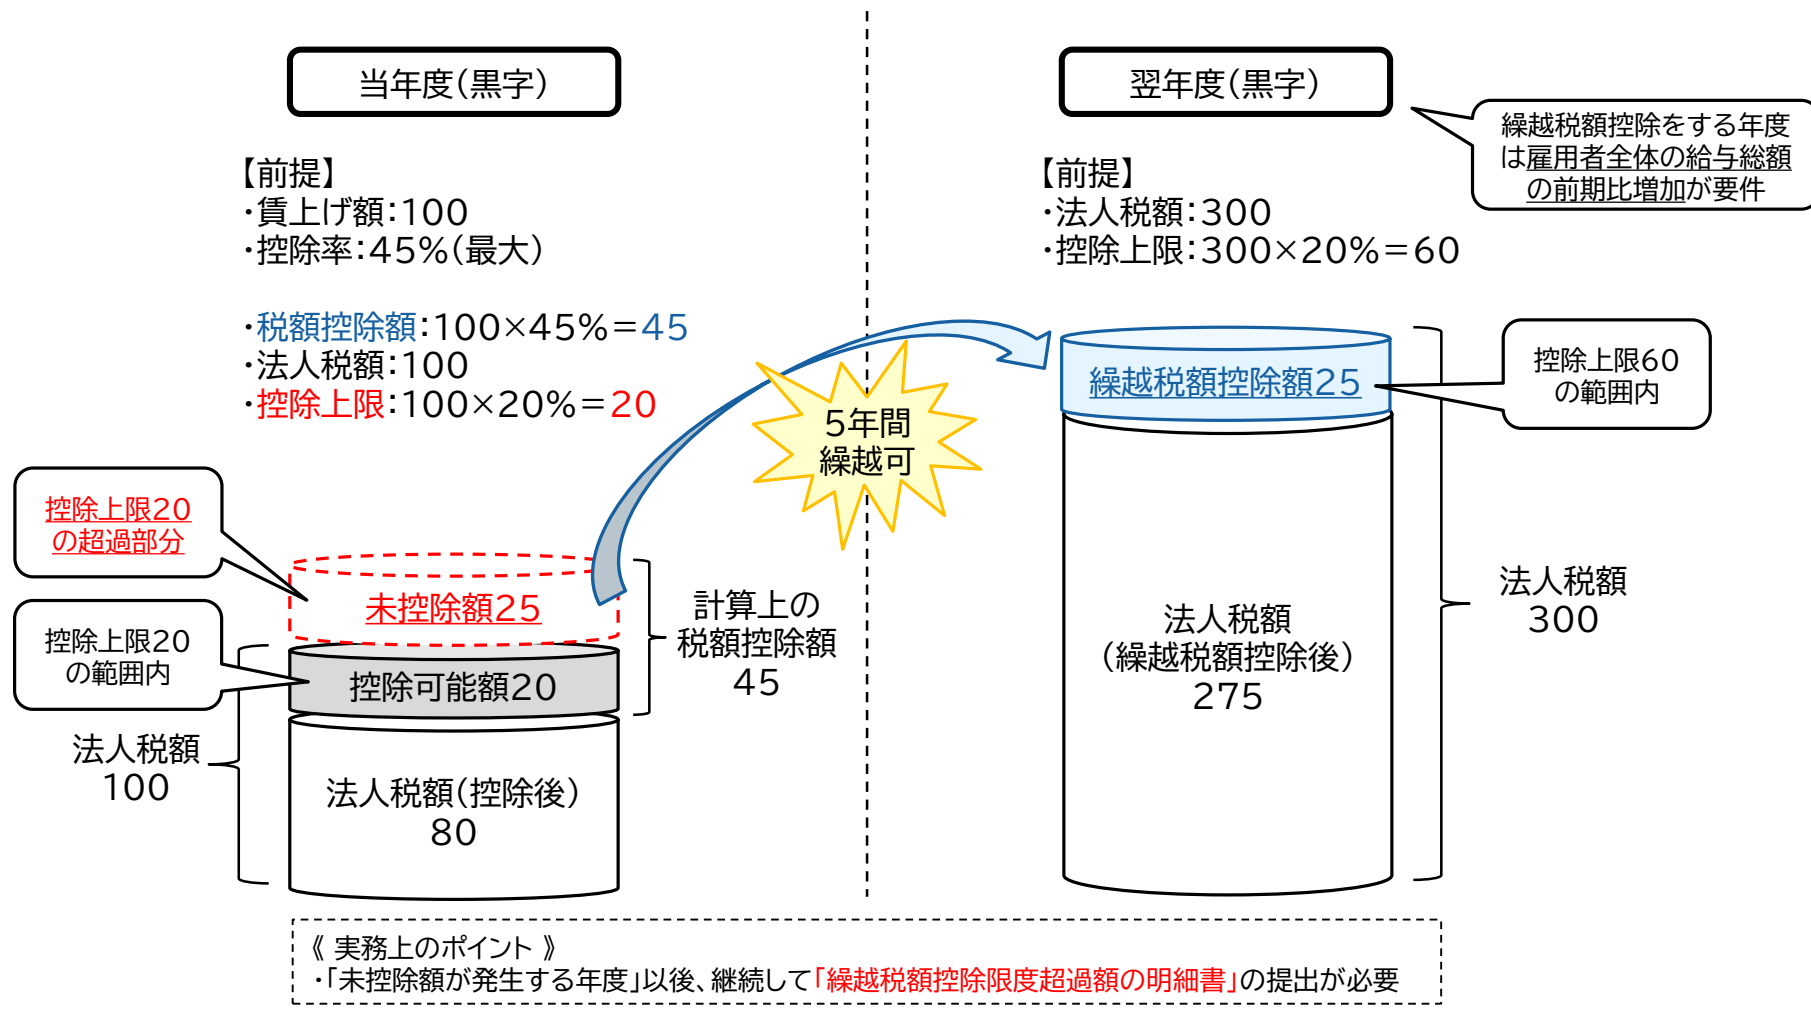 当年度(黒字)
【前提】
・賃上げ額:100
・控除率:45%(最大)
・税額控除額:100×45%=45
・法人税額:100
・控除上限:100×20%=20
控除上限20
の超過部分
未控除額25
控除上限20
の範囲内
控除可能額20
計算上の
税額控除額
45
法人税額
100
法人税額(控除後)
80
5年間
繰越可
翌年度(黒字)
繰越税額控除をする年度
は雇用者全体の給与総額
の前期比増加が要件
【前提】
・法人税額:300
・控除上限:300×20%=60
繰越税額控除額25
控除上限60
の範囲内
法人税額
(繰越税額控除後)
275
法人税額
300
《 実務上のポイント 》
・「未控除額が発生する年度」以後、継続して「繰越税額控除限度超過額の明細書」の提出が必要